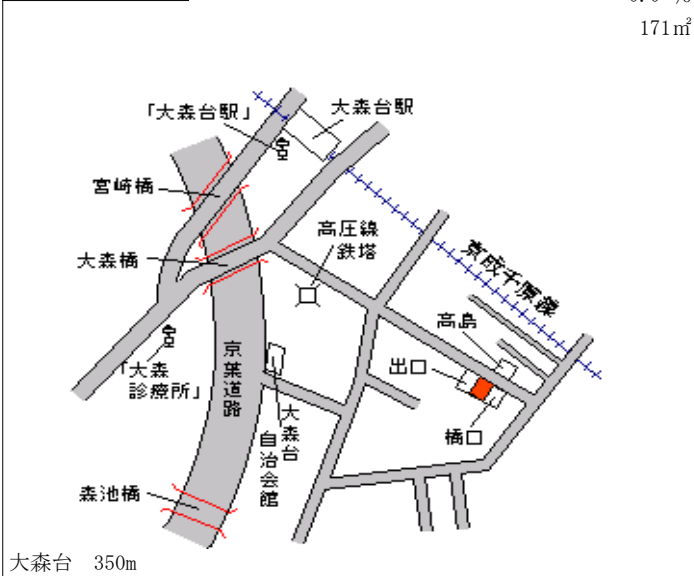 171㎡
「大森台駅」
大森台駅
宮崎橋
高圧線
鉄塔
大森橋
京成千原線
高島
出口
京葉道路
「大森
診療所」
大森台
自治会館
橋口
森池橋
大森台 350m